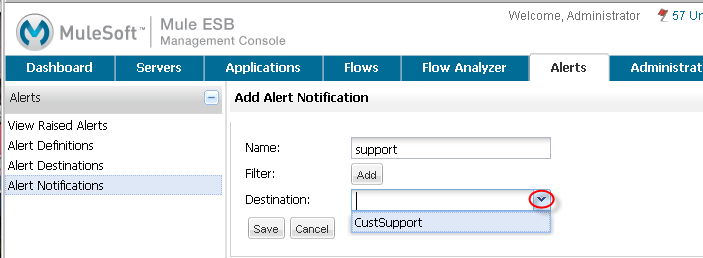 MuleSoft™ Mule ESB
Management Console
Welcome, Administrator 57 Un
Dashboard Servers Applications Flows Flow Analyzer Alerts Administrat
Alerts
View Raised Alerts
Alert Definitions
Alert Destinations
Alert Notifications
Add Alert Notification
Name: support
Filter: Add
Destination:
CustSupport
Save Cancel